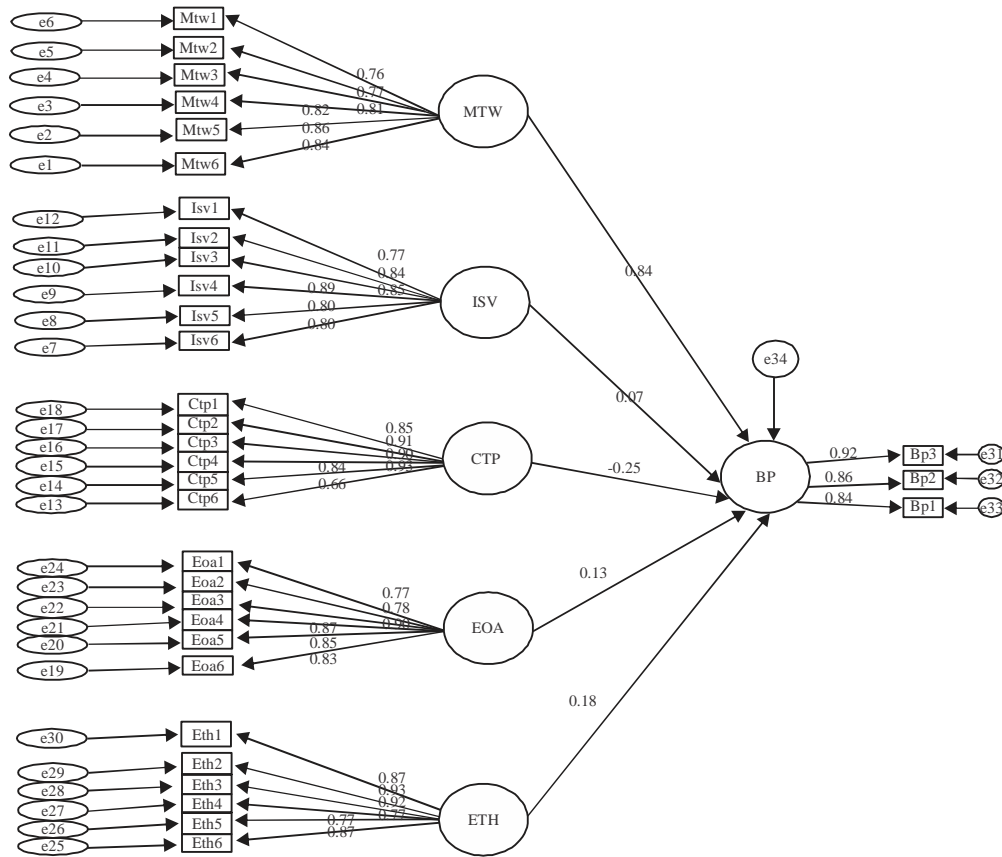 e6 Mtw1
e5 Mtw2
e4 Mtw3
e3 Mtw4
e2 Mtw5
e1 Mtw6
0.76
0.77
0.82 0.81
0.86
0.84
MTW
0.84
e12 Isv1
e11 Isv2
e10 Isv3
e9 Isv4
e8 Isv5
e7 Isv6
0.77
0.84
0.89 0.85
0.80
0.80
ISV
0.07
e34
e18 Ctp1
e17 Ctp2
e16 Ctp3
e15 Ctp4
e14 Ctp5
e13 Ctp6
0.85
0.91
0.90
0.84 0.93
0.66
CTP
-0.25
BP
0.92 Bp3 e31
0.86 Bp2 e32
0.84 Bp1 e33
e24 Eoa1
e23 Eoa2
e22 Eoa3
e21 Eoa4
e20 Eoa5
e19 Eoa6
0.77
0.78
0.87 0.90
0.85
0.83
EOA
0.13
e30 Eth1
e29 Eth2
e28 Eth3
e27 Eth4
e26 Eth5
e25 Eth6
0.87
0.93
0.92
0.77 0.77
0.87
ETH
0.18